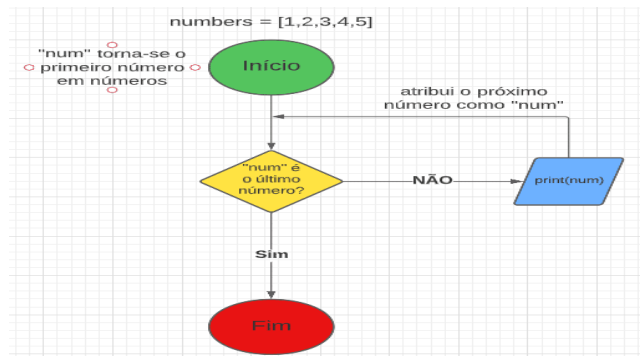 numbers = [1,2,3,4,5]
"num" torna-se o
primeiro número
em números
Início
atribui o próximo
número como "num"
"num" é
o último
número?
NÃO
print(num)
Sim
Fim